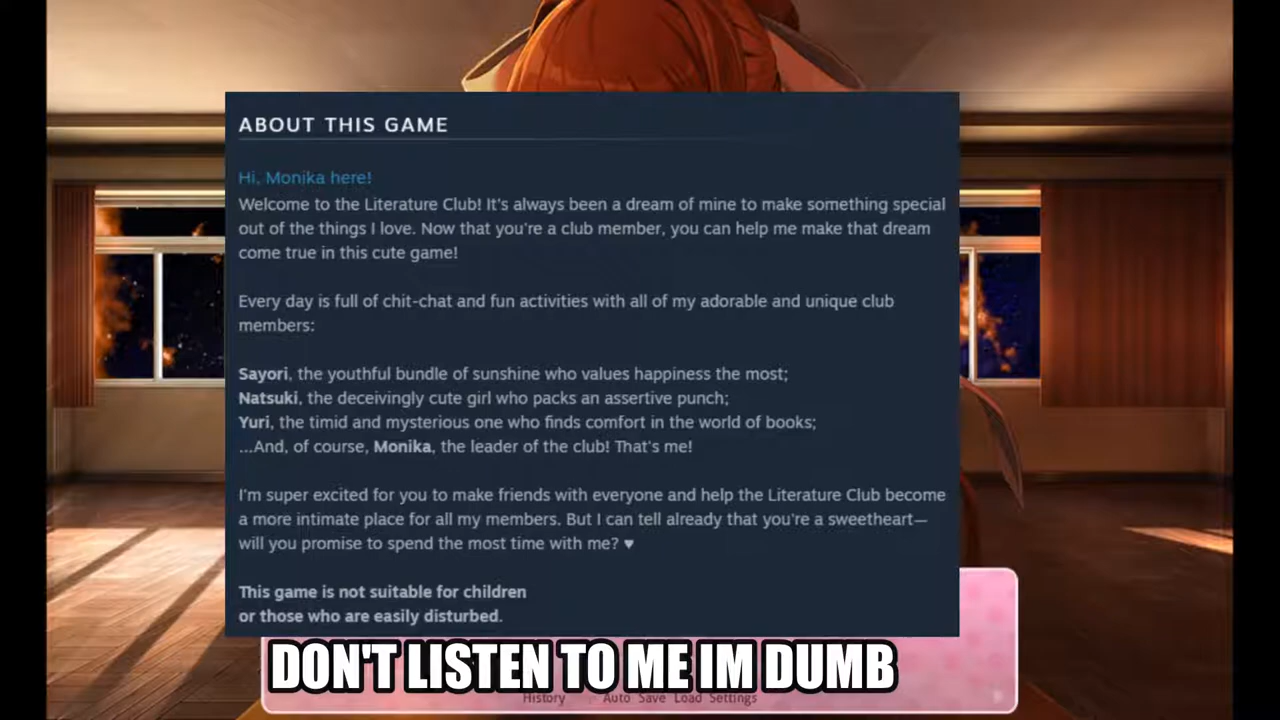 ABOUT THIS GAME
Hi, Monika here!
Welcome to the Literature Club! It's always been a dream of mine to make something special
out of the things I love. Now that you're a club member, you can help me make that dream
come true in this cute game!
Every day is full of chit-chat and fun activities with all of my adorable and unique club
members:
Sayori, the youthful bundle of sunshine who values happiness the most;
Natsuki, the deceivingly cute girl who packs an assertive punch;
Yuri, the timid and mysterious one who finds comfort in the world of books;
...And, of course, Monika, the leader of the club! That's me!
I'm super excited for you to make friends with everyone and help the Literature Club become
a more intimate place for all my members. But I can tell already that you're a sweetheart—
will you promise to spend the most time with me? ♥
This game is not suitable for children
or those who are easily disturbed.
DON'T LISTEN TO ME IM DUMB
History Auto Save Load Settings